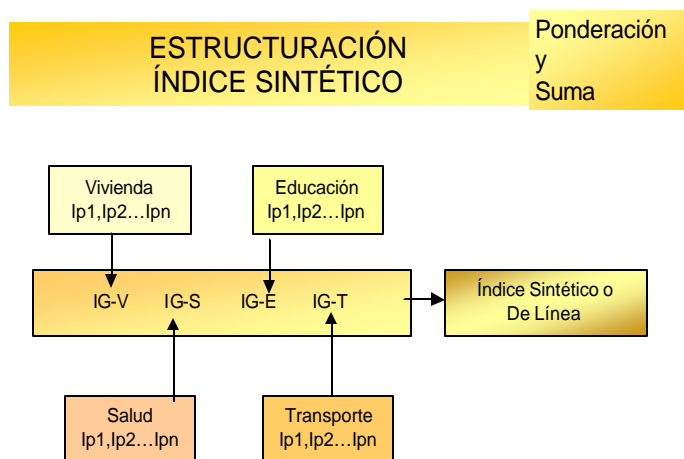 ESTRUCTURACIÓN
ÍNDICE SINTÉTICO
Ponderación
y
Suma
Vivienda
Ip1,Ip2…Ipn
Educación
Ip1,Ip2…Ipn
IG-V IG-S IG-E IG-T
Índice Sintético o
De Línea
Salud
Ip1,Ip2…Ipn
Transporte
Ip1,Ip2…Ipn